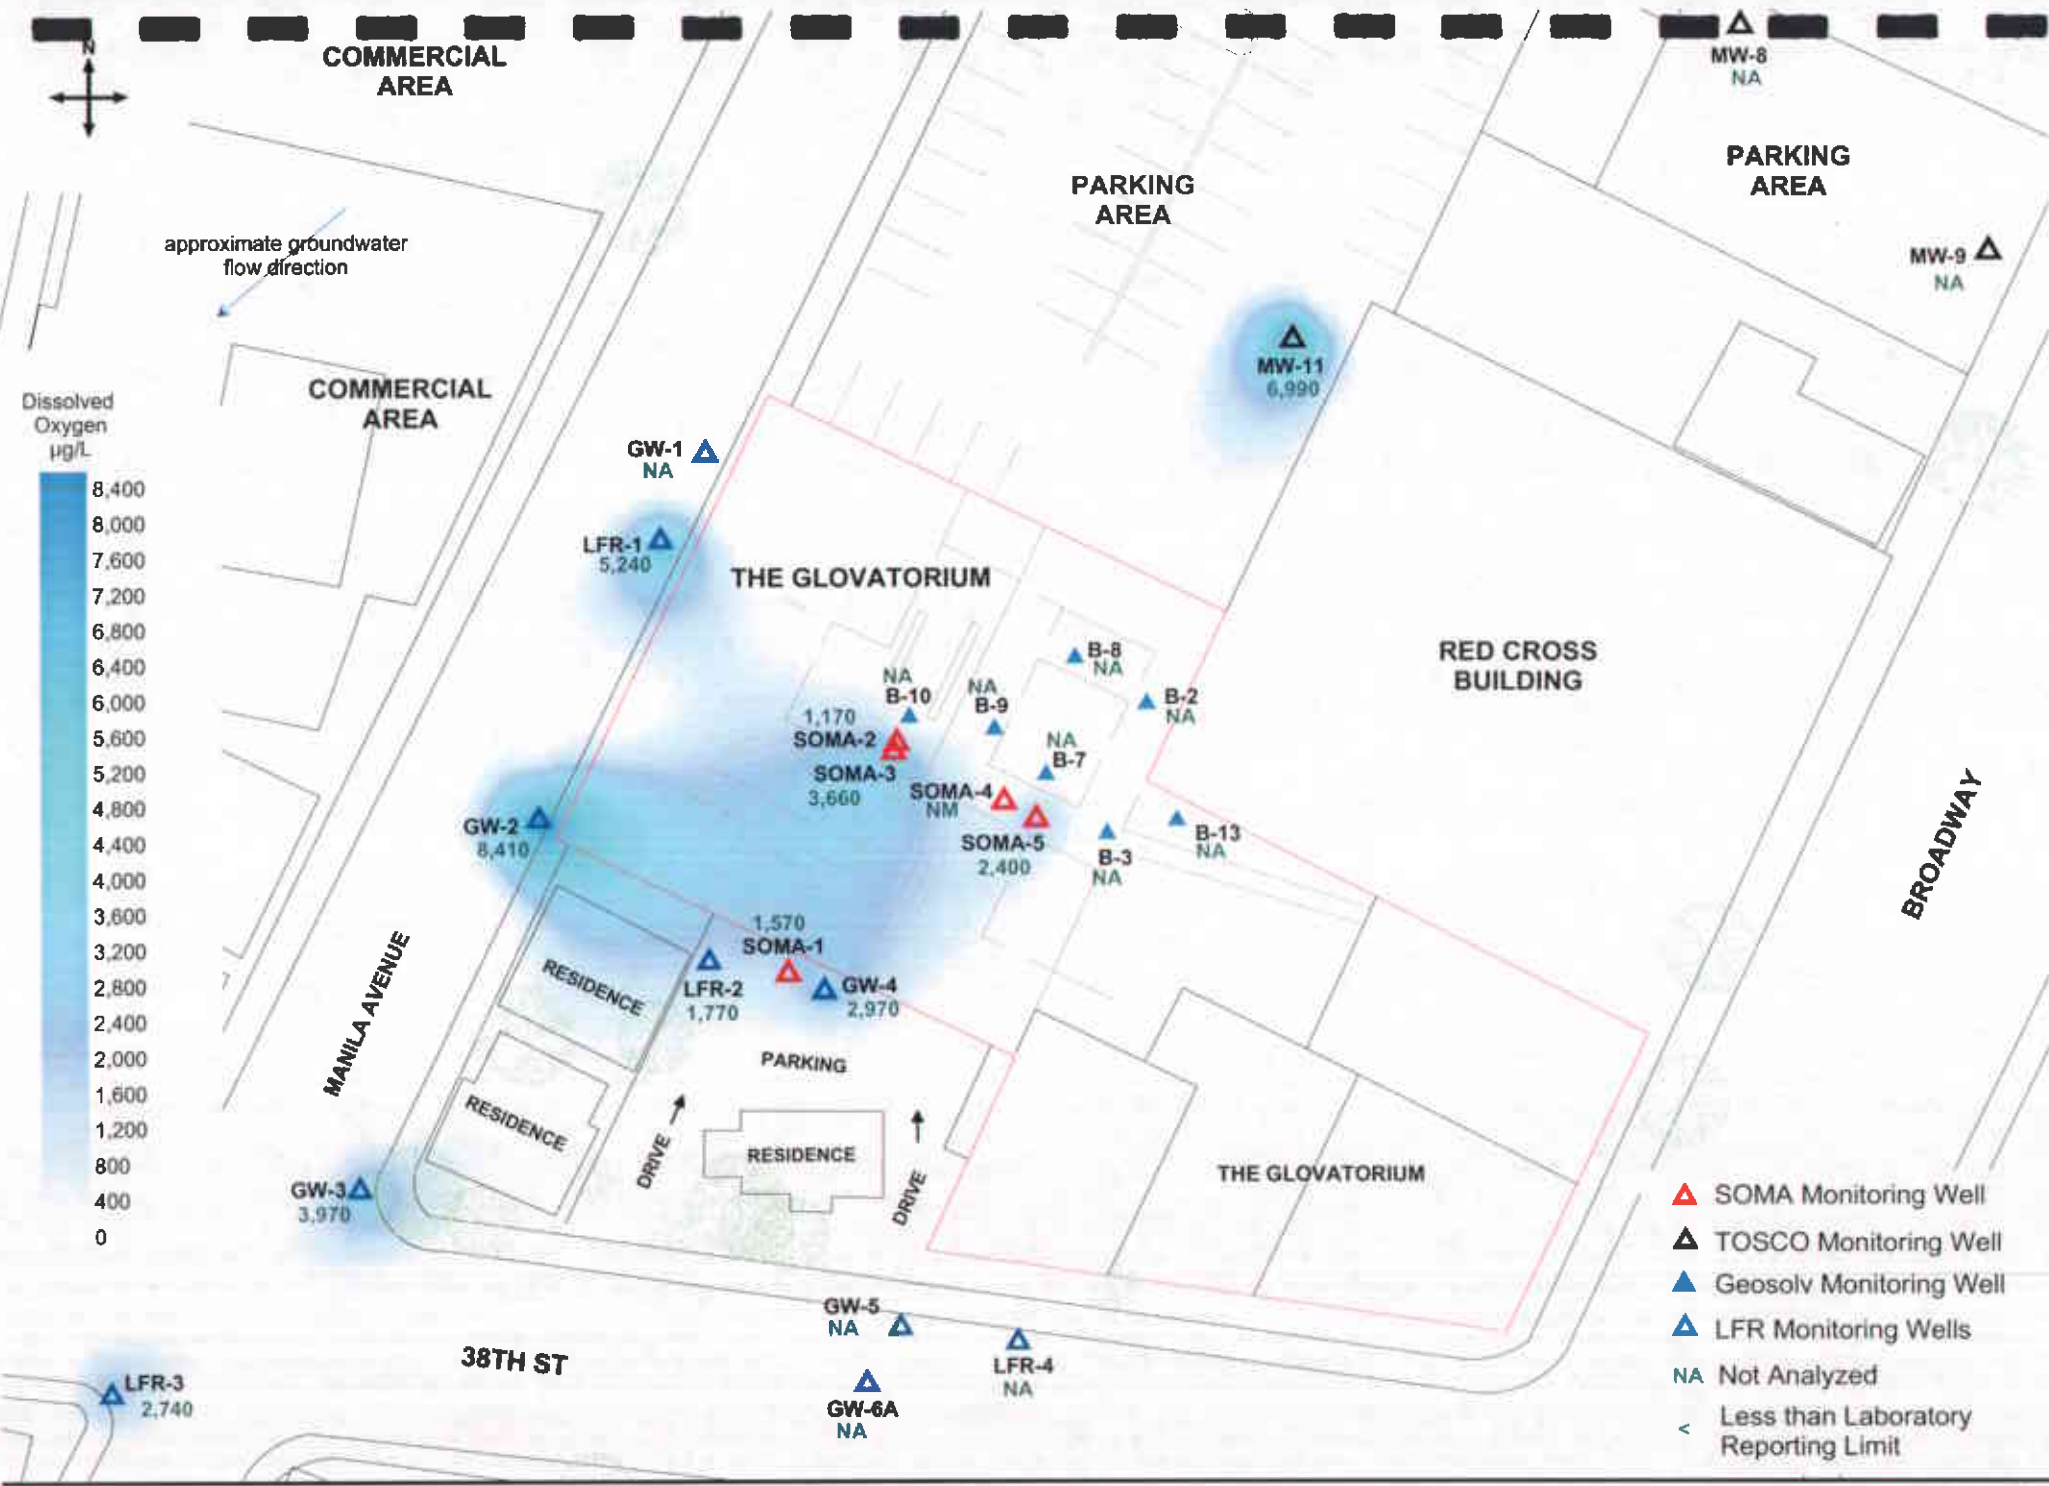 N
COMMERCIAL
AREA
MW-8
NA
PARKING
AREA
PARKING
AREA
approximate groundwater
flow direction
MW-9
NA
MW-11
6,990
COMMERCIAL
AREA
Dissolved
Oxygen
µg/L
8,400
8,000
7,600
7,200
6,800
6,400
6,000
5,600
5,200
4,800
4,400
4,000
3,600
3,200
2,800
2,400
2,000
1,600
1,200
800
400
0
GW-1
NA
LFR-1
5,240
THE GLOVATORIUM
RED CROSS
BUILDING
B-8
NA
NA
B-10
NA
B-9
B-2
NA
1,170
SOMA-2
SOMA-3
3,660
NA
B-7
SOMA-4
NM
SOMA-5
2,400
B-3
NA
B-13
NA
GW-2
8,410
BROADWAY
1,570
SOMA-1
LFR-2
1,770
GW-4
2,970
RESIDENCE
MANILA AVENUE
PARKING
RESIDENCE
DRIVE
RESIDENCE
DRIVE
THE GLOVATORIUM
GW-3
3,970
GW-5
NA
LFR-4
NA
GW-6A
NA
38TH ST
LFR-3
2,740
SOMA Monitoring Well
TOSCO Monitoring Well
Geosolv Monitoring Well
LFR Monitoring Wells
NA Not Analyzed
< Less than Laboratory
Reporting Limit